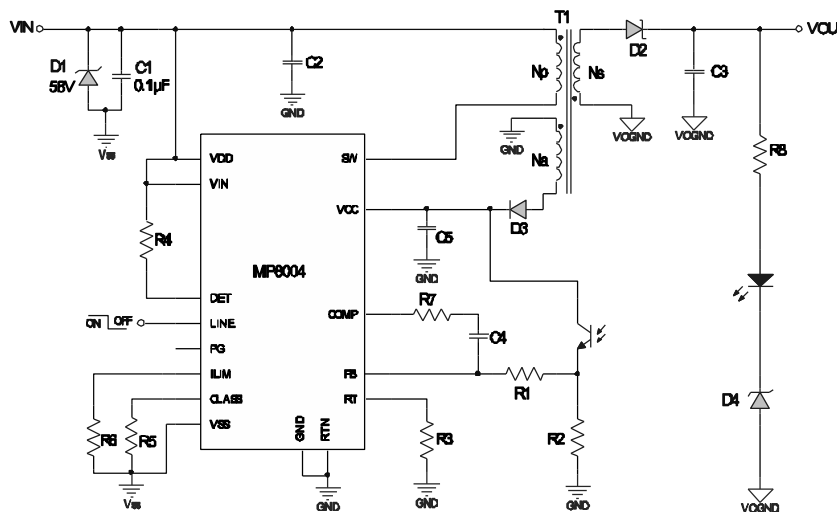 T1
VIN
VOU
D2
D1
58V
C1
0.1µF
C2
GND
Np
Ns
C3
VOGND
VOGND
Vss
GND
Na
R8
VDD
VIN
SW
VCC
D3
C5
GND
R4
MP8004
DET
R7
COMP
C4
ON
OFF
LINE
PG
ILIM
FB
R1
CLASS
RT
D4
VSS
R6
R5
GND
RTN
R3
R2
Vss
GND
GND
GND
VOGND